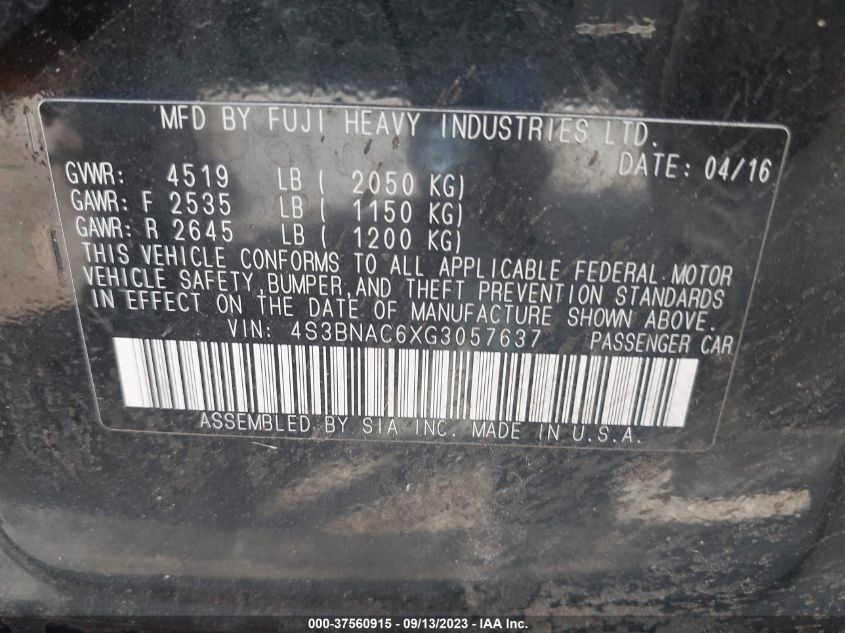 MFD BY FUJI HEAVY INDUSTRIES LTD.
DATE: 04/16
GVWR: 4519 LB ( 2050 KG)
GAWR: F 2535 LB ( 1150 KG)
GAWR: R 2645 LB ( 1200 KG)
THIS VEHICLE CONFORMS TO ALL APPLICABLE FEDERAL MOTOR
VEHICLE SAFETY, BUMPER, AND THEFT PREVENTION STANDARDS
IN EFFECT ON THE DATE OF MANUFACTURE SHOWN ABOVE.
VIN: 4S3BNAC6XG3057637 PASSENGER CAR
ASSEMBLED BY SIA INC. MADE IN U.S.A.
000-37560915 - 09/13/2023 - IAA Inc.